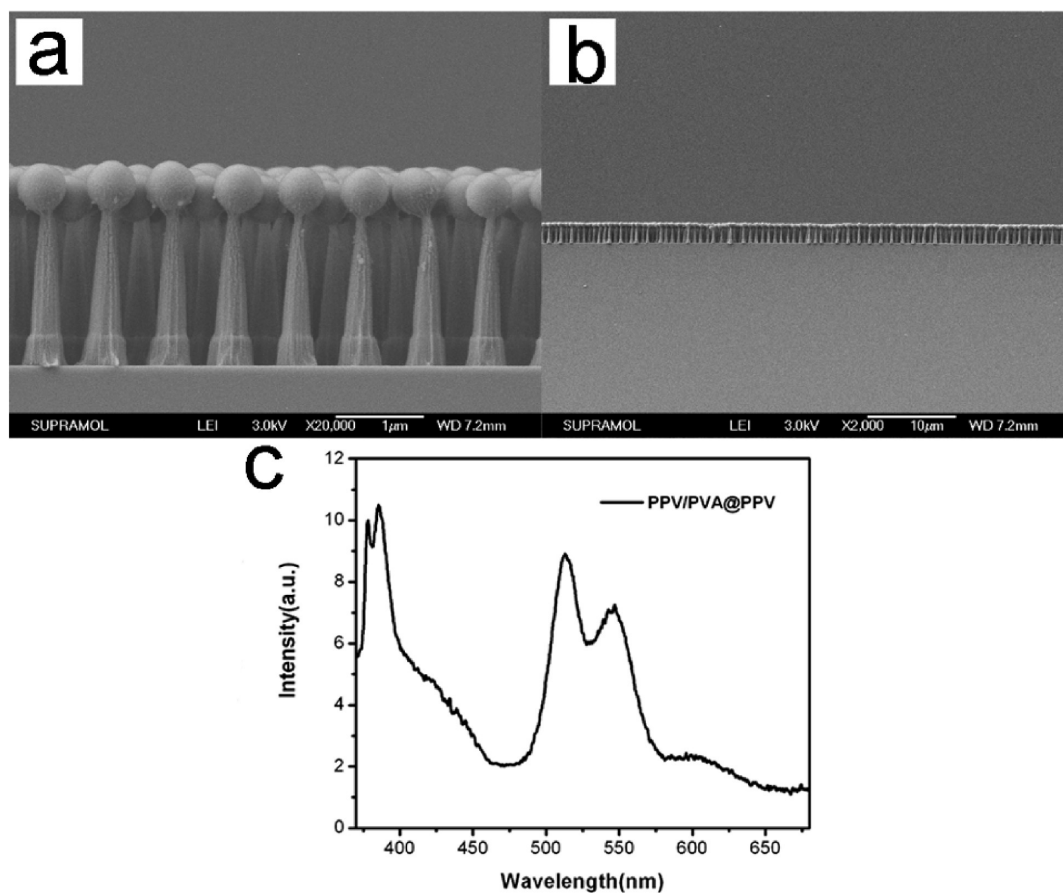 a
b
SUPRAMOL LEI 3.0kV X20,000 1μm WD 7.2mm
SUPRAMOL LEI 3.0kV X2,000 10μm WD 7.2mm
c
PPV/PVA@PPV
12
10
8
6
4
2
0
Intensity(a.u.)
400 450 500 550 600 650
Wavelength(nm)